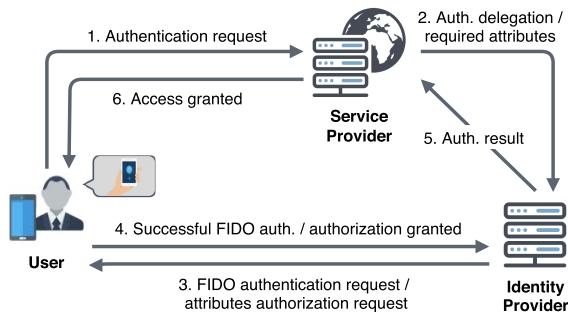 1. Authentication request
2. Auth. delegation /
required attributes
6. Access granted
Service
Provider
5. Auth. result
4. Successful FIDO auth. / authorization granted
User
3. FIDO authentication request /
attributes authorization request
Identity
Provider